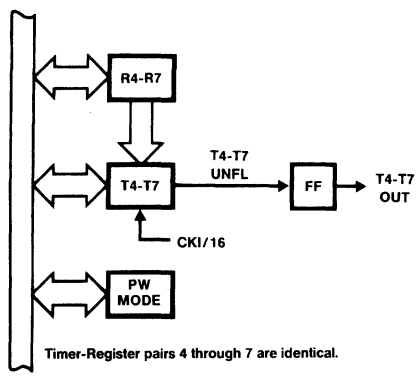 R4-R7
T4-T7
UNFL
T4-T7
FF
T4-T7
OUT
CKI/16
PW
MODE
Timer-Register pairs 4 through 7 are identical.